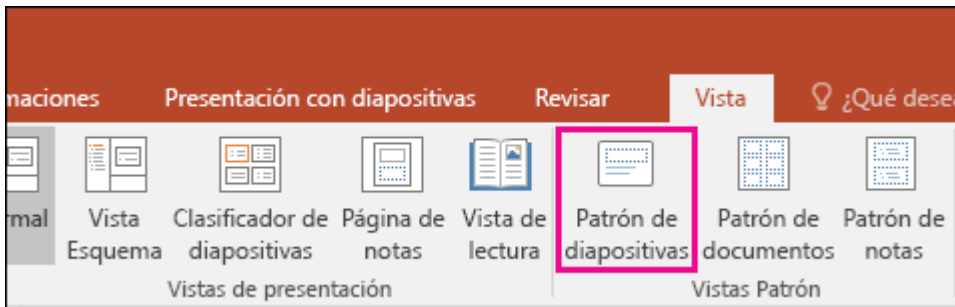 maciones Presentación con diapositivas Revisar Vista ¿Qué dese
mal Vista Clasificador de Página de Vista de Patrón de Patrón de Patrón de
Esquema diapositivas notas lectura diapositivas documentos notas
Vistas de presentación Vistas Patrón